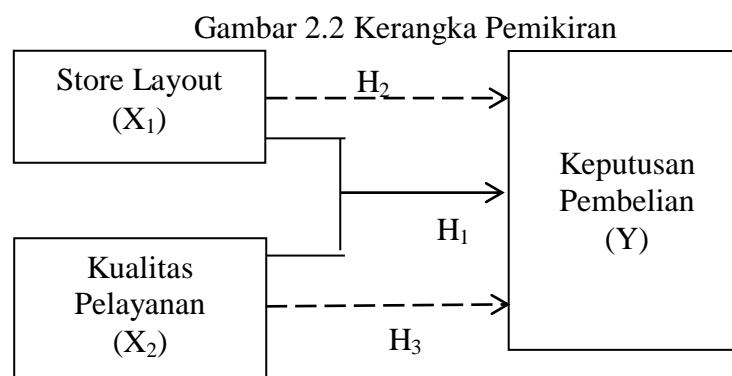 Gambar 2.2 Kerangka Pemikiran
Store Layout
(X₁)
H₂
Keputusan
Pembelian
(Y)
H₁
Kualitas
Pelayanan
(X₂)
H₃